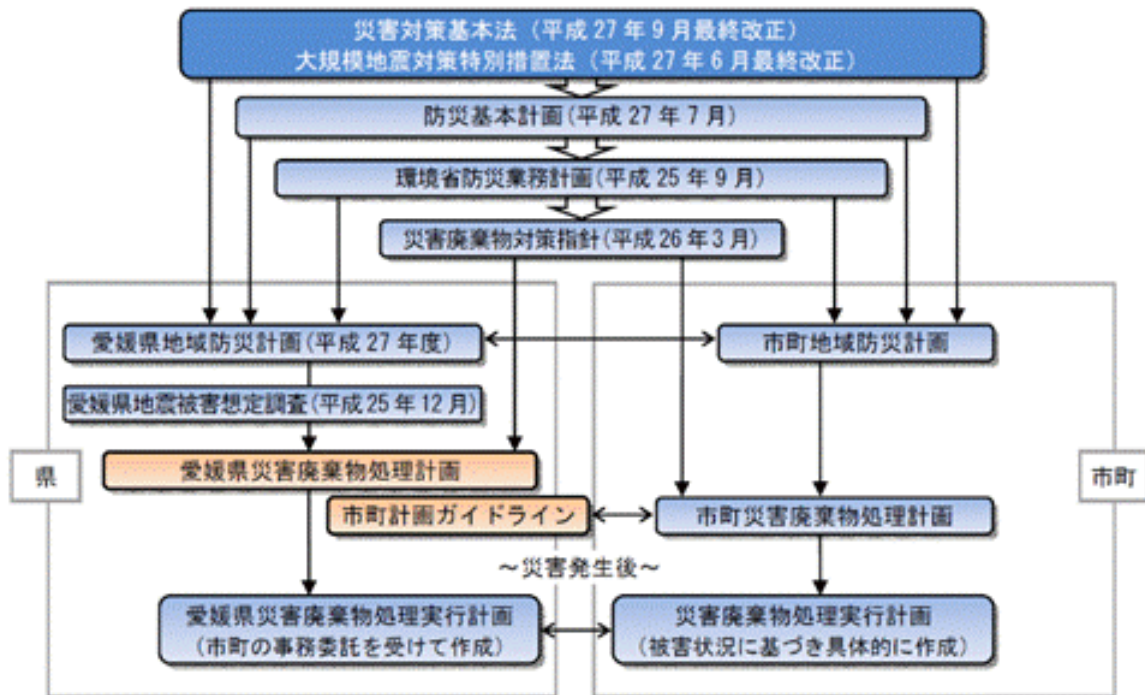 災害対策基本法（平成27年9月最終改正）
大規模地震対策特別措置法（平成27年6月最終改正）
防災基本計画(平成27年7月)
環境省防災業務計画(平成25年9月)
災害廃棄物対策指針(平成26年3月)
愛媛県地域防災計画(平成27年度)
市町地域防災計画
愛媛県地震被害想定調査(平成25年12月)
県
愛媛県災害廃棄物処理計画
市町
市町計画ガイドライン
市町災害廃棄物処理計画
～災害発生後～
愛媛県災害廃棄物処理実行計画
(市町の事務委託を受けて作成)
災害廃棄物処理実行計画
(被害状況に基づき具体的に作成)